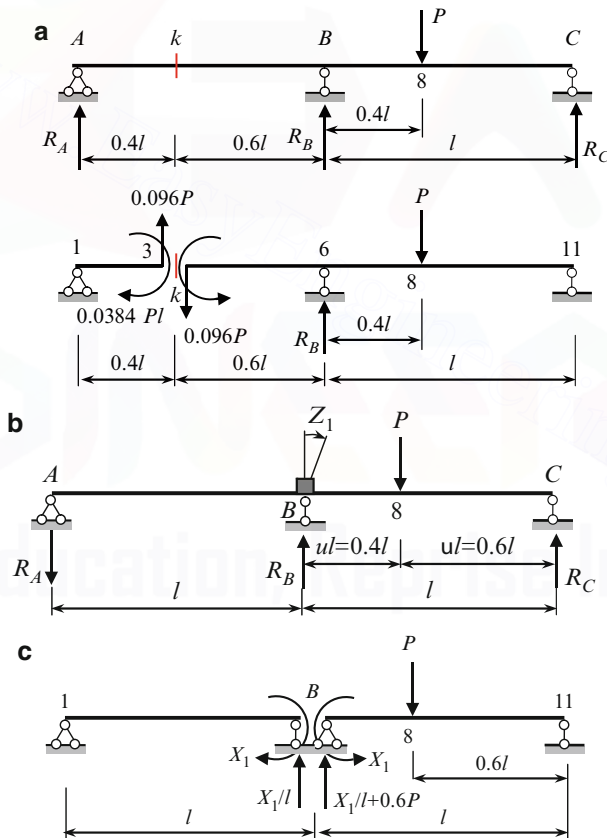 a
A k B P C
8
R_A 0.4l 0.6l R_B 0.4l l R_C
0.096P P
1 3 6 11
k 8
0.0384 Pl 0.096P R_B 0.4l
0.4l 0.6l l
b
Z_1
A P C
B 8
R_A R_B ul=0.4l ul=0.6l R_C
l l
c
P
1 B 11
8
X_1 X_1 0.6l
X_1/l X_1/l+0.6P
l l